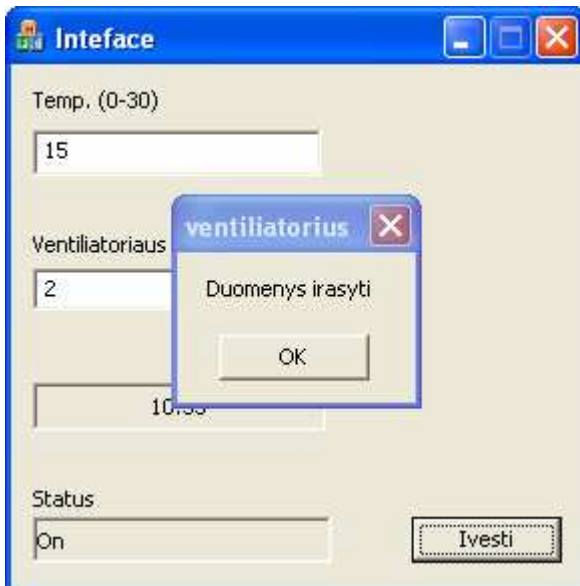 Inteface
Temp. (0-30)
15
ventiliatorius
Ventiliatoriaus
Duomenys irasyti
2
OK
Status
On
Ivesti